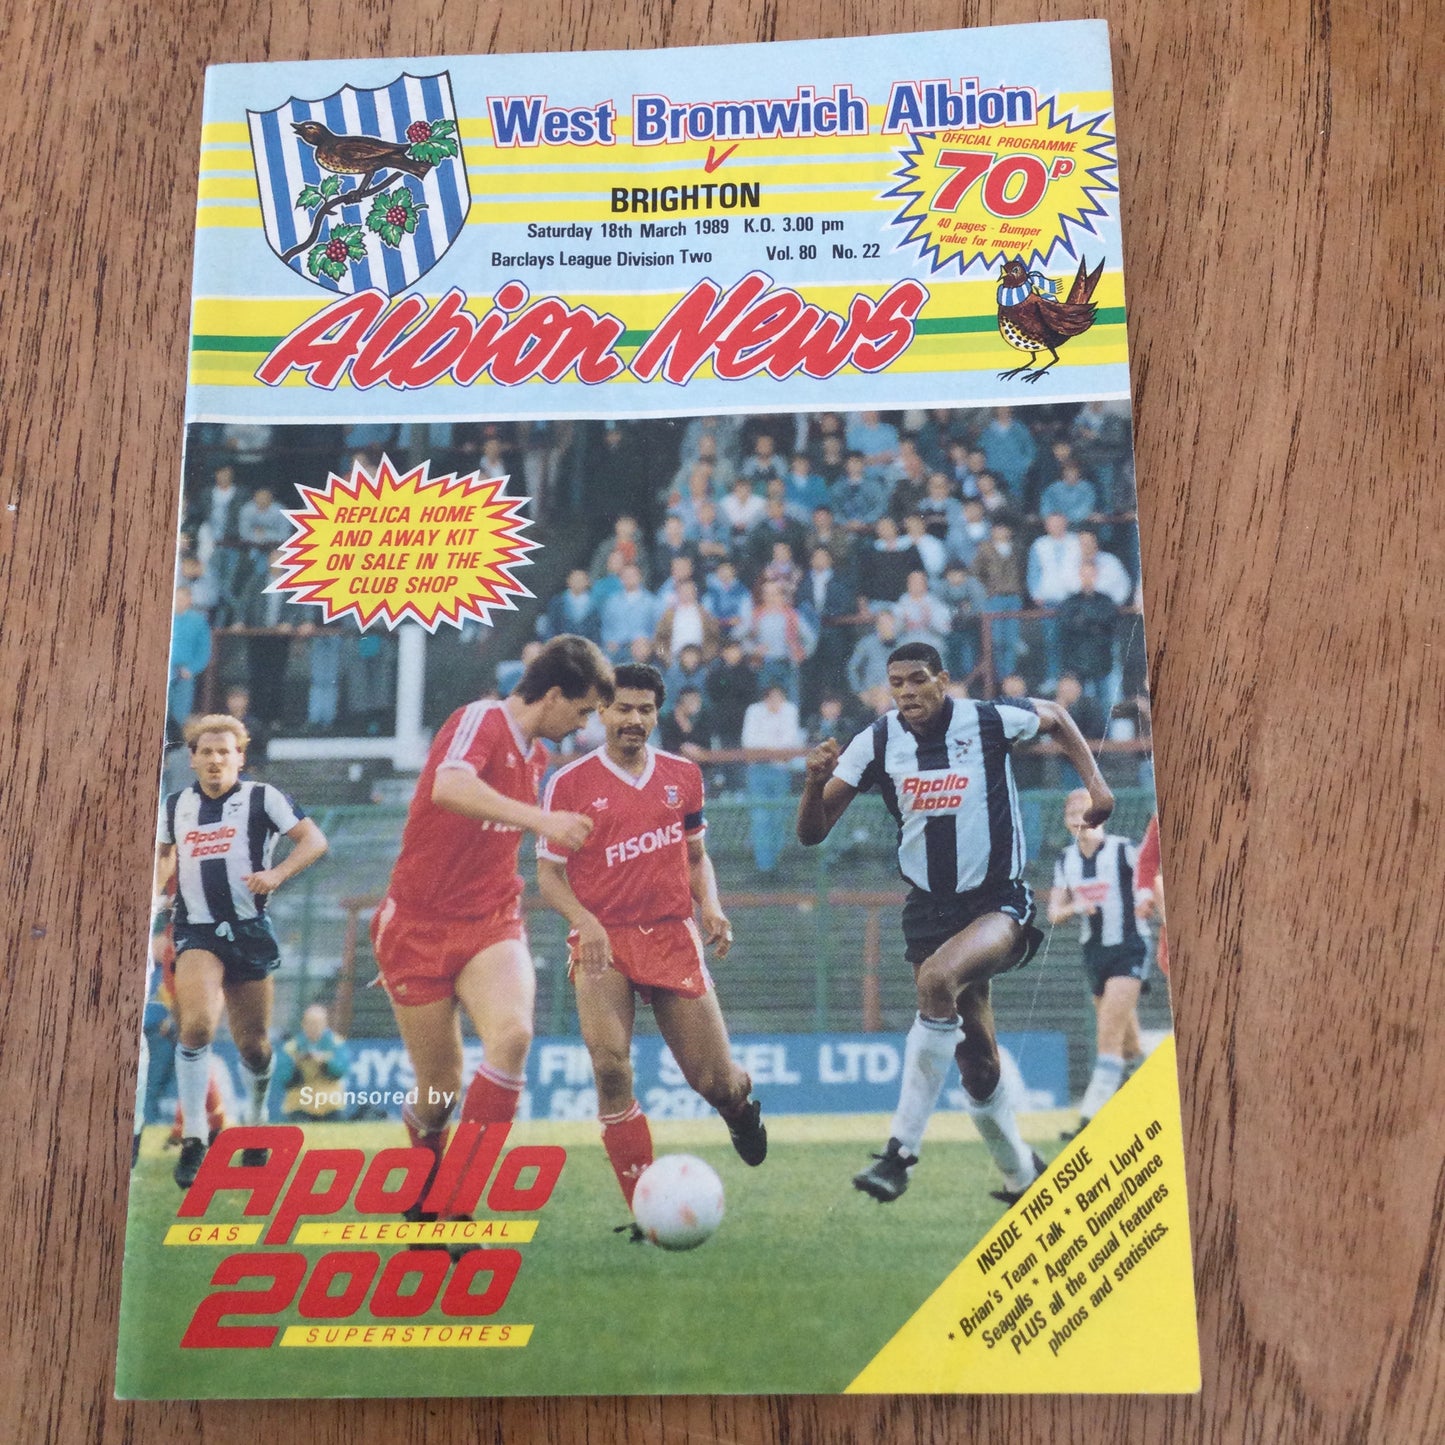 West Bromwich Albion
v
BRIGHTON
Saturday 18th March 1989 K.O. 3.00 pm
Barclays League Division Two Vol. 80 No. 22
OFFICIAL PROGRAMME
70p
40 pages - Bumper
value for money!
Albion News
REPLICA HOME
AND AWAY KIT
ON SALE IN THE
CLUB SHOP
Apollo
2000
FISONS
Apollo
2000
FINE STEEL LTD
Sponsored by
Apollo
GAS + ELECTRICAL
2000
SUPERSTORES
INSIDE THIS ISSUE
* Brian's Team Talk * Barry Lloyd on
Seagulls * Agents Dinner/Dance
PLUS all the usual features
photos and statistics.